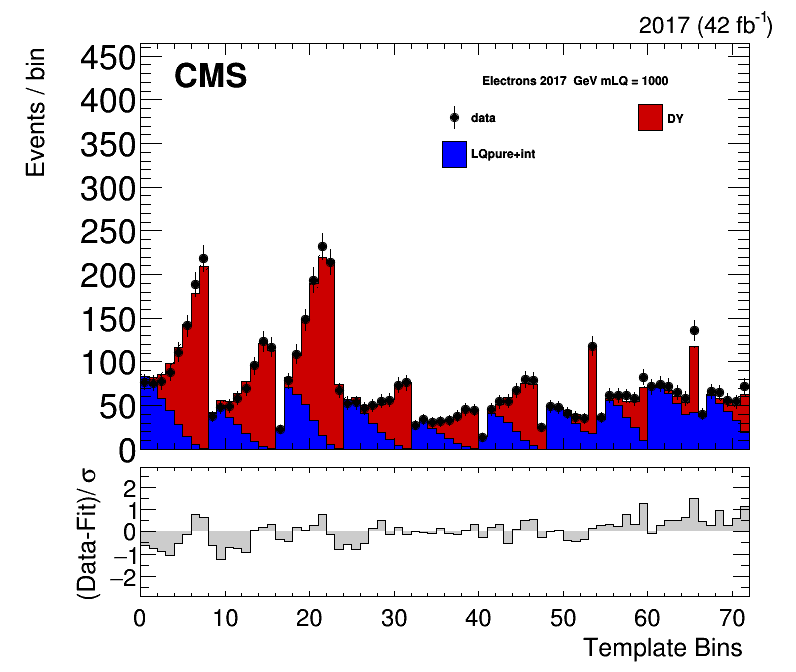 2017 (42 fb-1)
Events / bin
CMS
Electrons 2017 GeV mLQ = 1000
data
DY
LQpure+int
450
400
350
300
250
200
150
100
50
0
(Data-Fit)/ σ
2
1
0
−1
−2
0 10 20 30 40 50 60 70
Template Bins